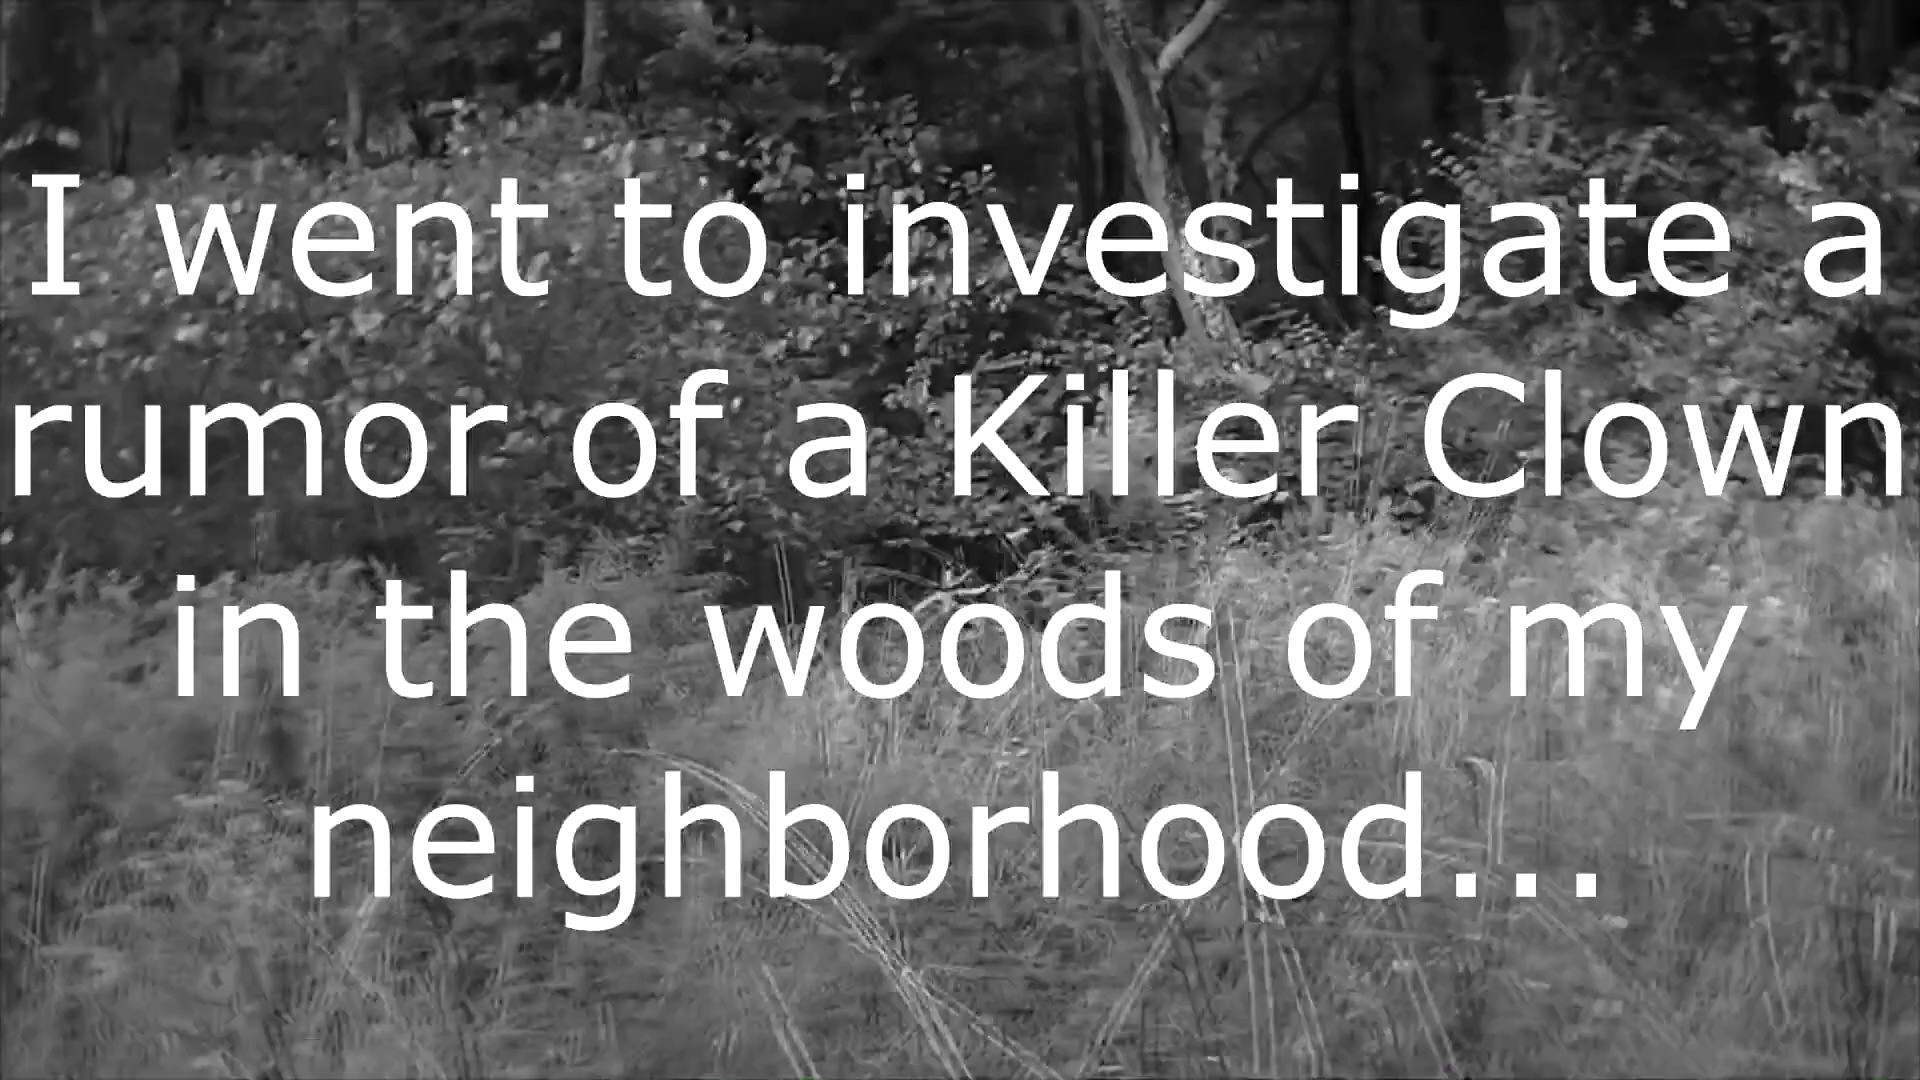 I went to investigate a
rumor of a Killer Clown
in the woods of my
neighborhood...